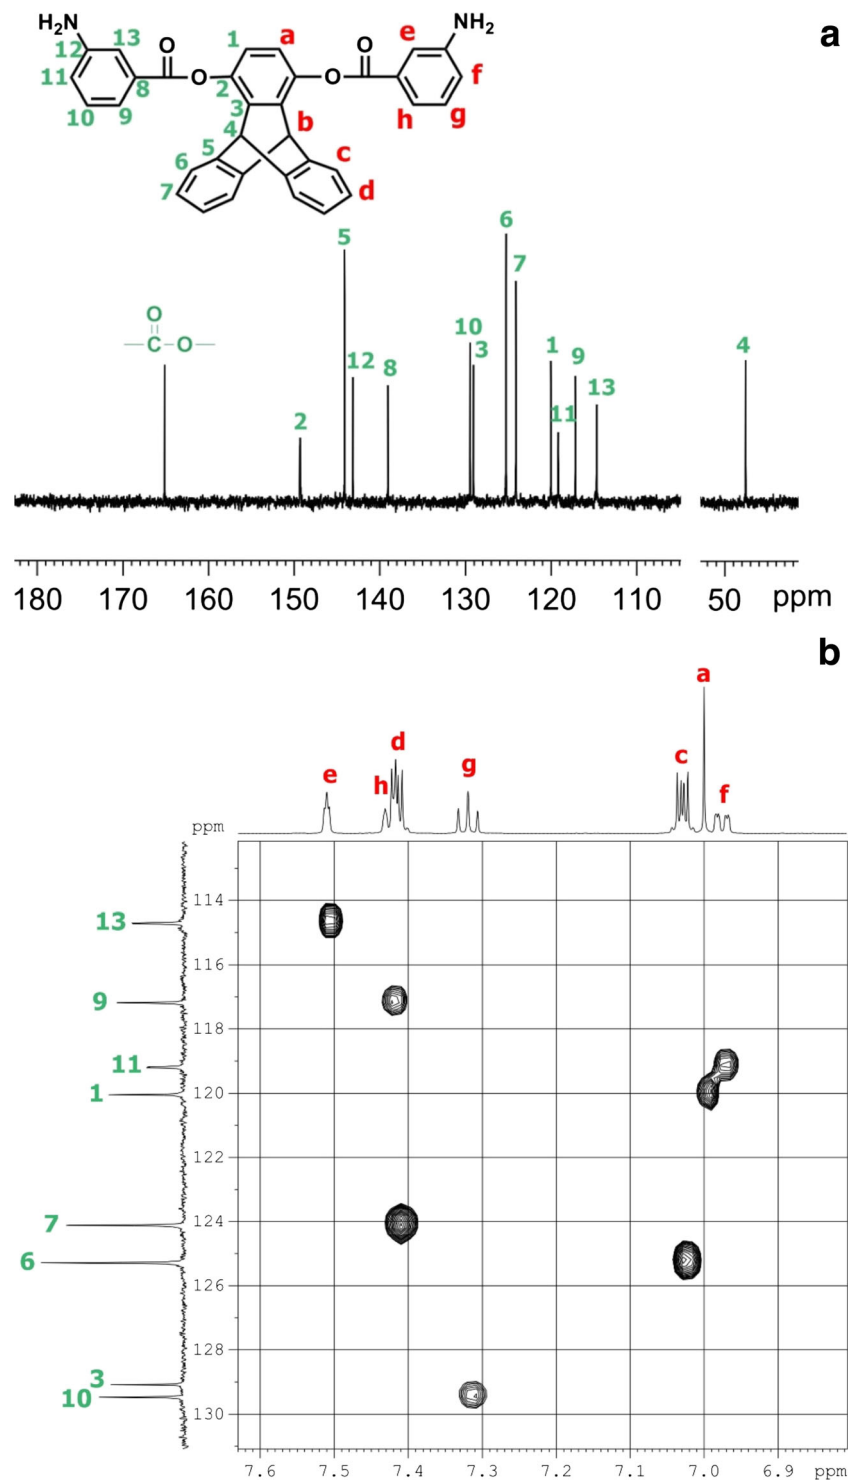 a
H₂N
NH₂
13
O
1
a
O
e
12
11
8
O
2
O
f
10
9
3
h
g
4
b
5
6
c
7
d
6
5
7
O
C O
10
3
12
8
1
9
4
13
11
2
180 170 160 150 140 130 120 110 50 ppm
b
a
d
c
e
h
g
f
ppm
13
114
116
9
118
11
1
120
122
7
124
6
126
128
3
10
130
7.6 7.5 7.4 7.3 7.2 7.1 7.0 6.9 ppm